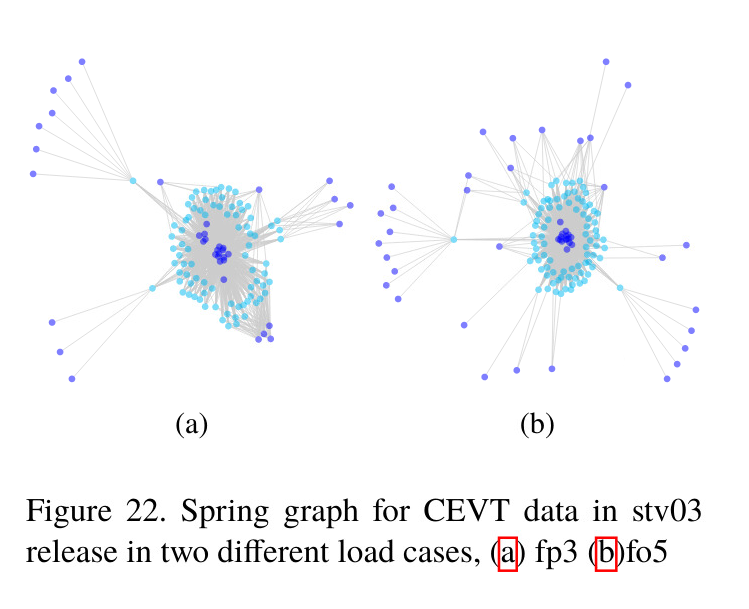 (a)
(b)
Figure 22. Spring graph for CEVT data in stv03
release in two different load cases, (a) fp3 (b)fo5